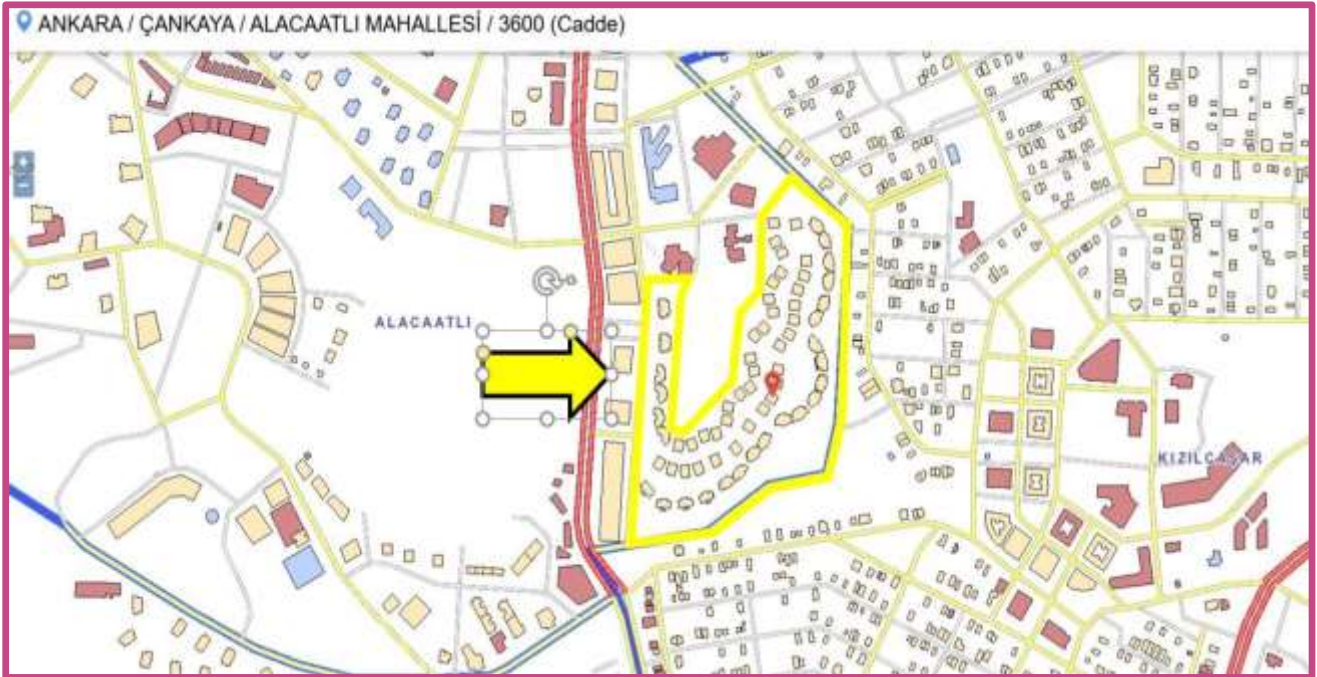 ANKARA / ÇANKAYA / ALACAATLI MAHALLESİ / 3600 (Cadde)
ALACAATLI
KIZILCAŞAR